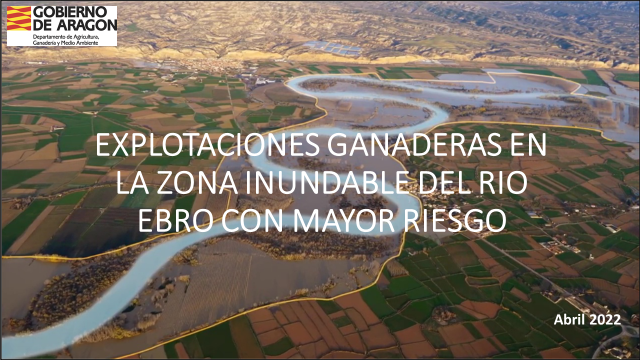 GOBIERNO
DE ARAGON
Departamento de Agricultura,
Ganadería y Medio Ambiente
EXPLOTACIONES GANADERAS EN
LA ZONA INUNDABLE DEL RIO
EBRO CON MAYOR RIESGO
Abril 2022